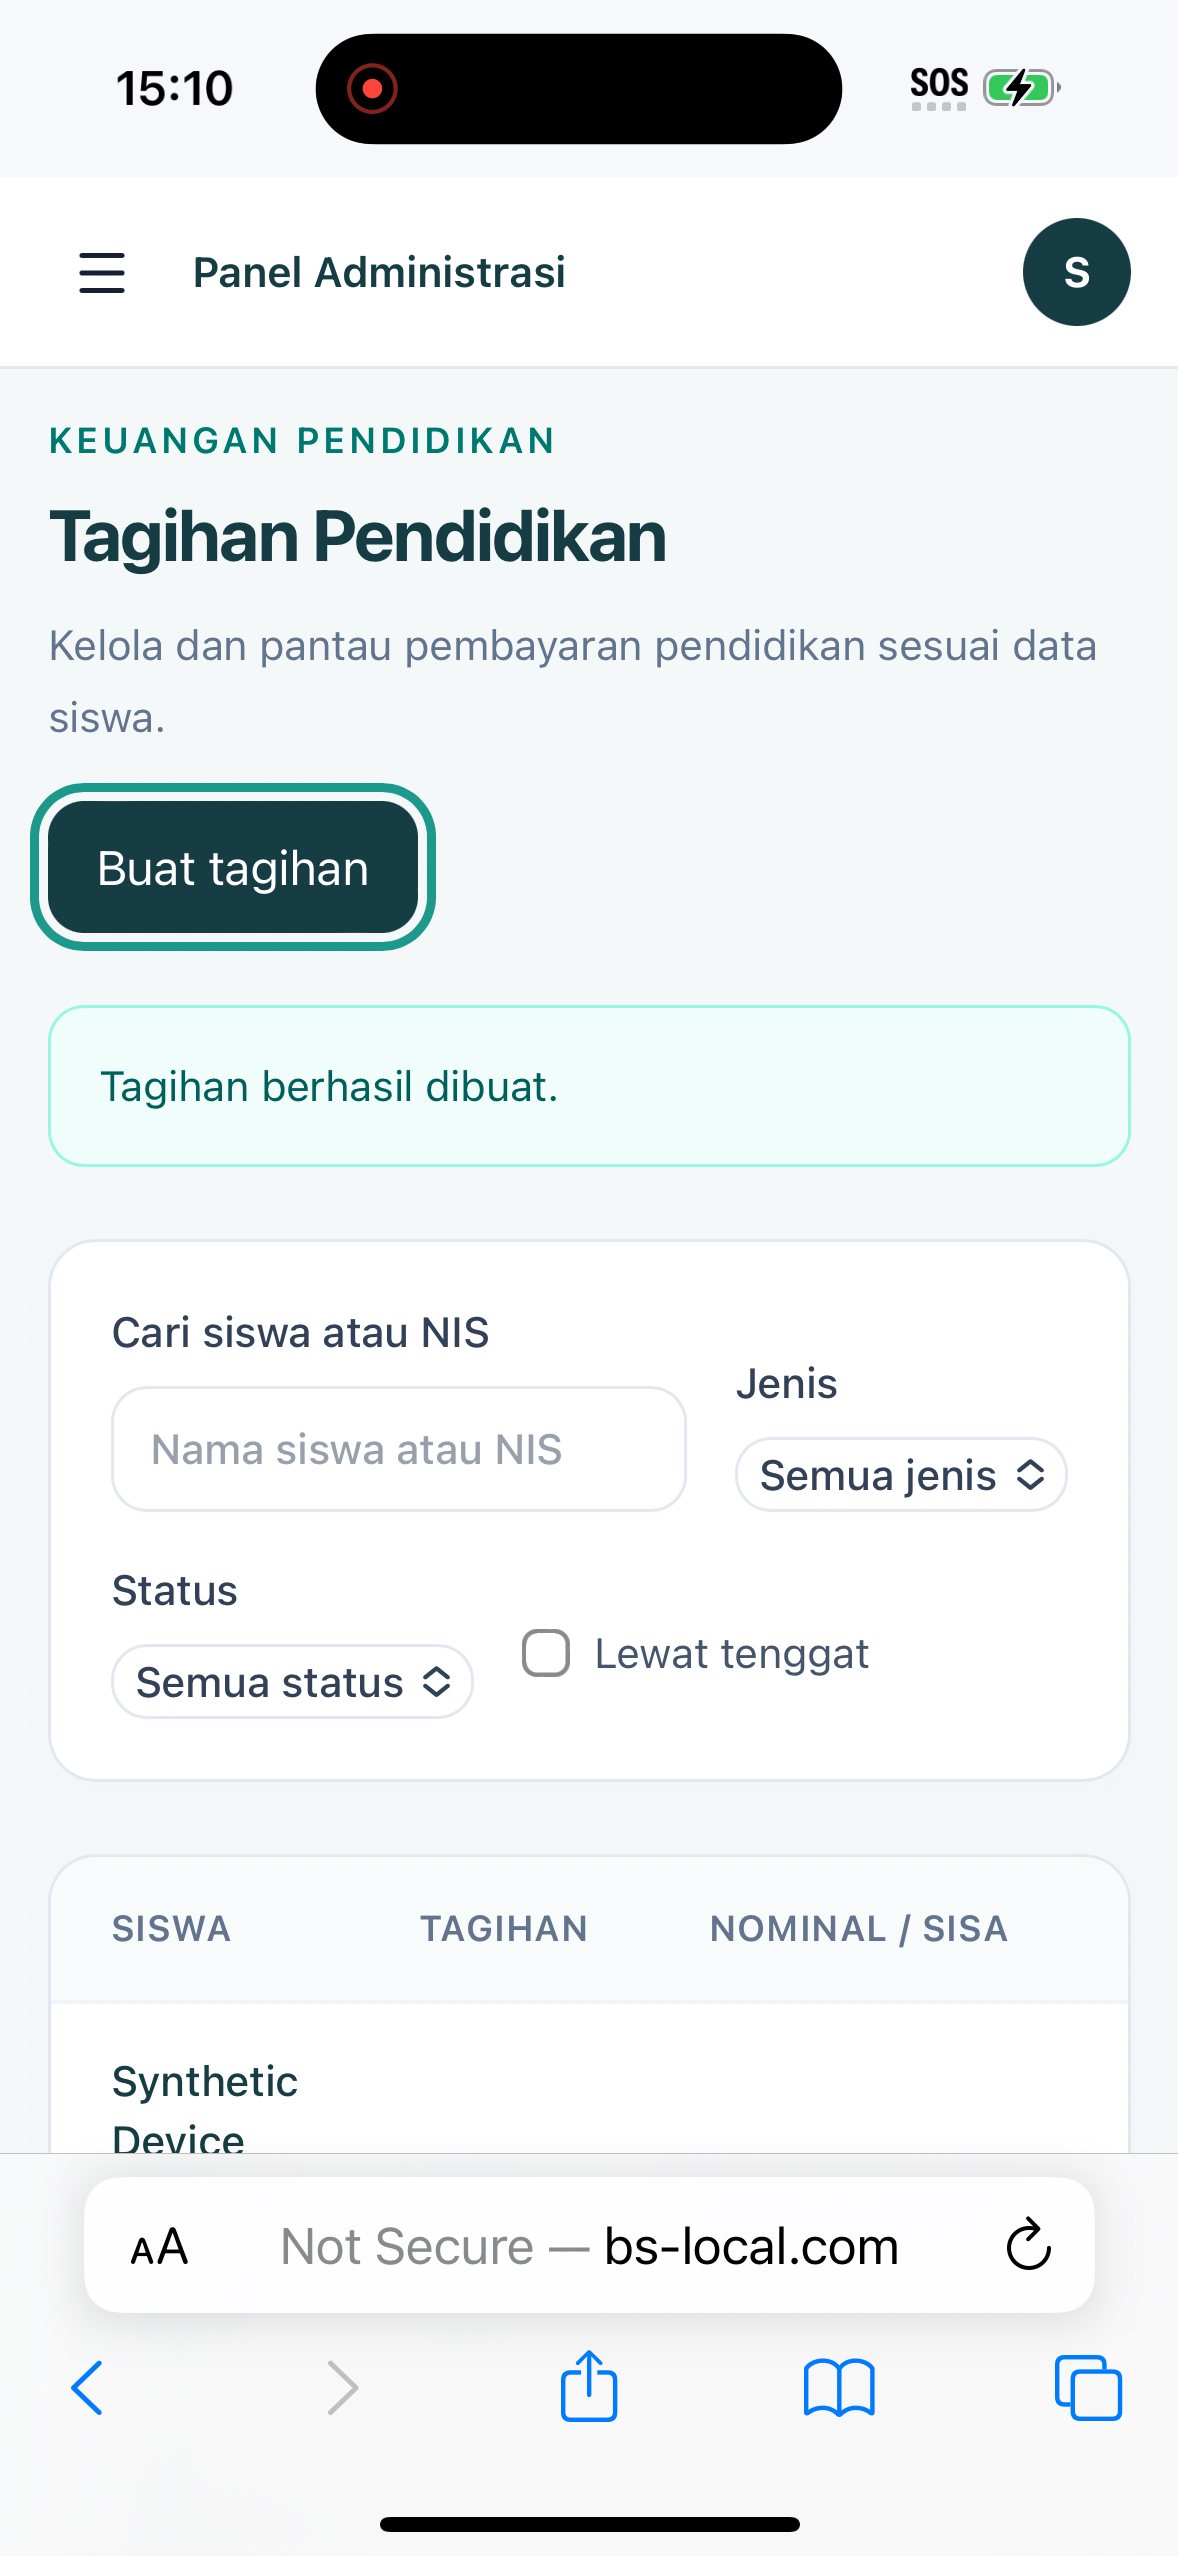 15:10
SOS
Panel Administrasi
S
KEUANGAN PENDIDIKAN
Tagihan Pendidikan
Kelola dan pantau pembayaran pendidikan sesuai data
siswa.
Buat tagihan
Tagihan berhasil dibuat.
Cari siswa atau NIS
Nama siswa atau NIS
Jenis
Semua jenis
Status
Semua status
Lewat tenggat
SISWA TAGIHAN NOMINAL / SISA
Synthetic
Device
AA Not Secure — bs-local.com